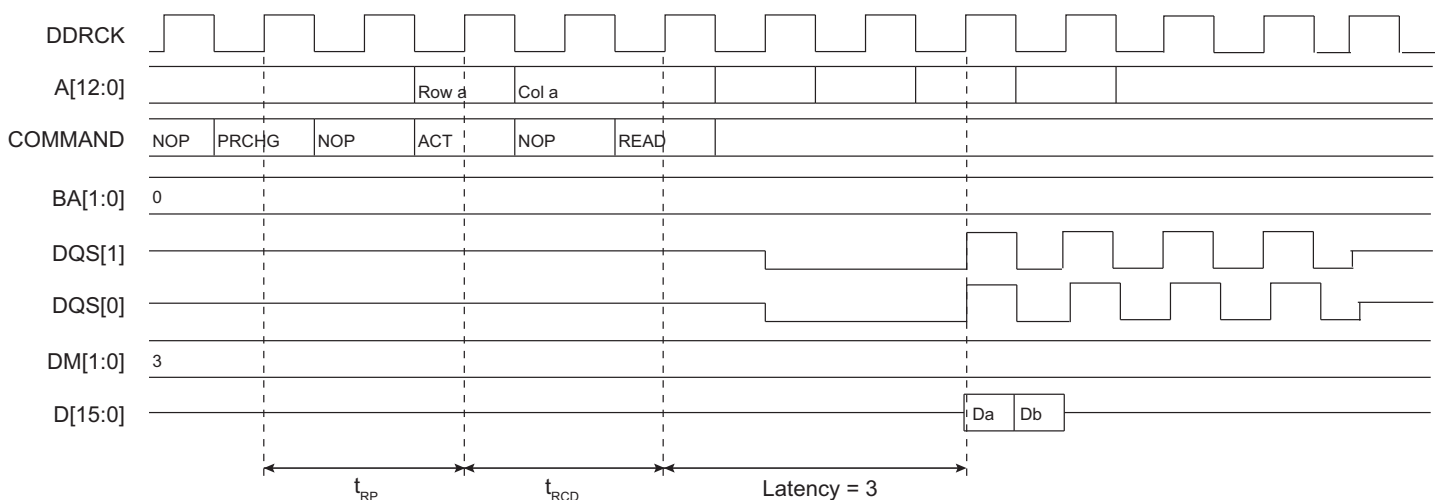 DDRCK
A[12:0] Row a Col a
COMMAND NOP PRCHG NOP ACT NOP READ
BA[1:0] 0
DQS[1]
DQS[0]
DM[1:0] 3
D[15:0] Da Db
tRP tRCD Latency = 3